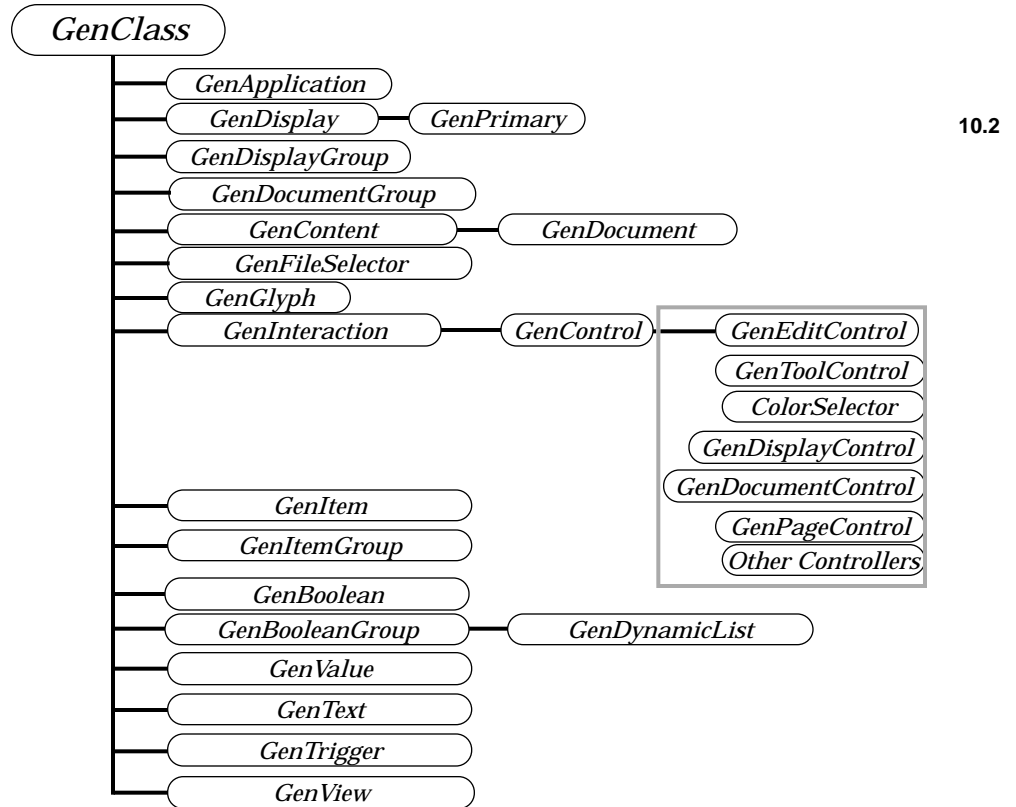 GenClass
GenApplication
GenDisplay GenPrimary
10.2
GenDisplayGroup
GenDocumentGroup
GenContent GenDocument
GenFileSelector
GenGlyph
GenInteraction GenControl GenEditControl
GenToolControl
ColorSelector
GenDisplayControl
GenDocumentControl
GenPageControl
Other Controllers
GenItem
GenItemGroup
GenBoolean
GenBooleanGroup GenDynamicList
GenValue
GenText
GenTrigger
GenView